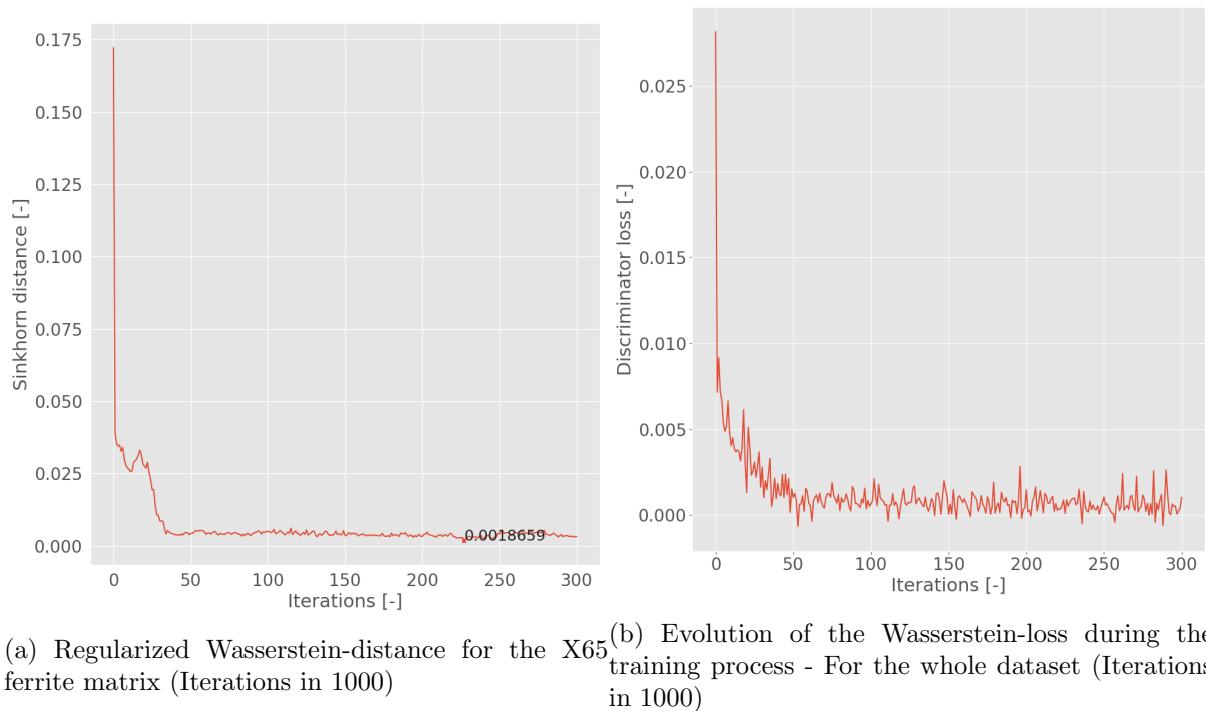 0.175
0.150
0.125
0.100
0.075
0.050
0.025
0.000
Sinkhorn distance [-]
0.0018659
0 50 100 150 200 250 300
Iterations [-]
0.025
0.020
0.015
0.010
0.005
0.000
Discriminator loss [-]
0 50 100 150 200 250 300
Iterations [-]
(a) Regularized Wasserstein-distance for the X65
ferrite matrix (Iterations in 1000)
(b) Evolution of the Wasserstein-loss during the
training process - For the whole dataset (Iterations
in 1000)